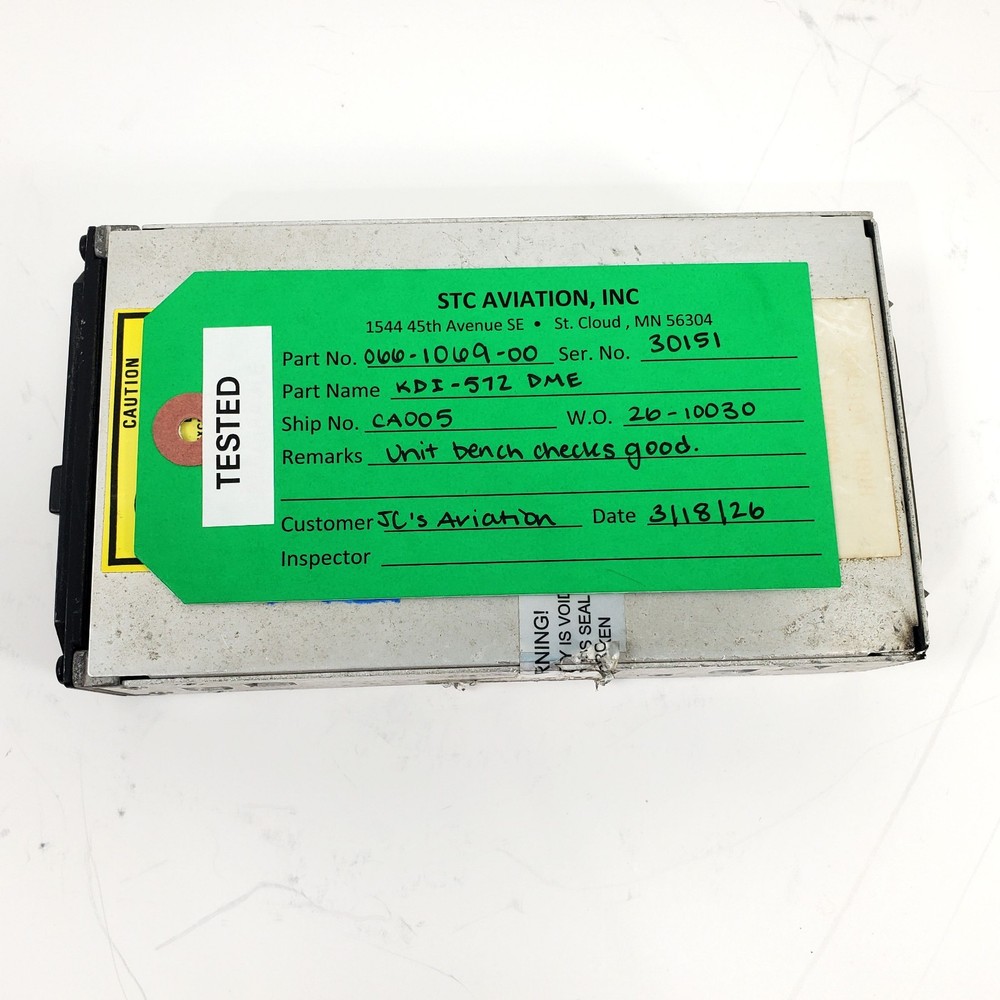 STC AVIATION, INC
1544 45th Avenue SE • St. Cloud , MN 56304
Part No. 066-1069-00 Ser. No. 30151
Part Name KDI-572 DME
Ship No. CA005 W.O. 26-10030
Remarks Unit bench checks good.
Customer JC's Aviation Date 3/18/26
Inspector
TESTED
CAUTION
RNING!
Y IS VOID
S SEAL